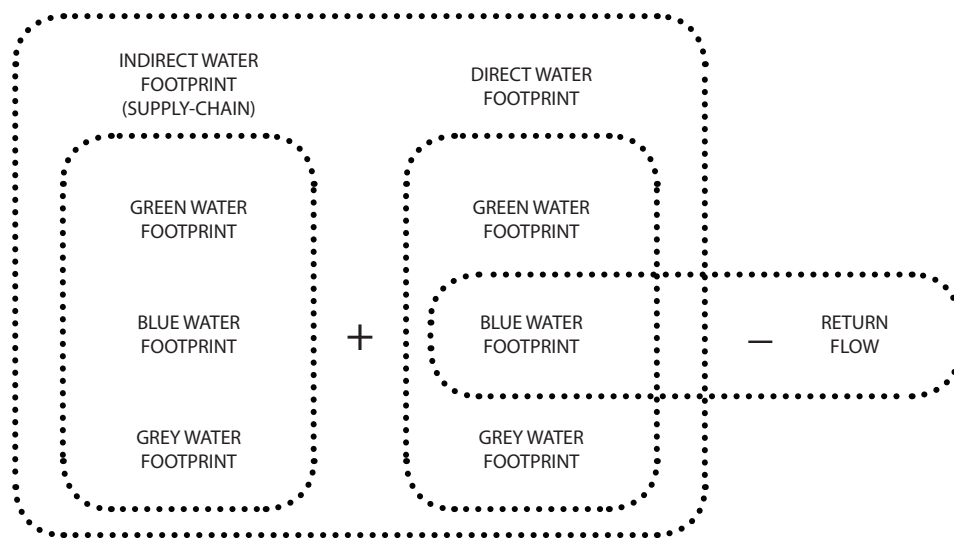 INDIRECT WATER
FOOTPRINT
(SUPPLY-CHAIN)
DIRECT WATER
FOOTPRINT
GREEN WATER
FOOTPRINT
GREEN WATER
FOOTPRINT
BLUE WATER
FOOTPRINT
+
BLUE WATER
FOOTPRINT
—
RETURN
FLOW
GREY WATER
FOOTPRINT
GREY WATER
FOOTPRINT